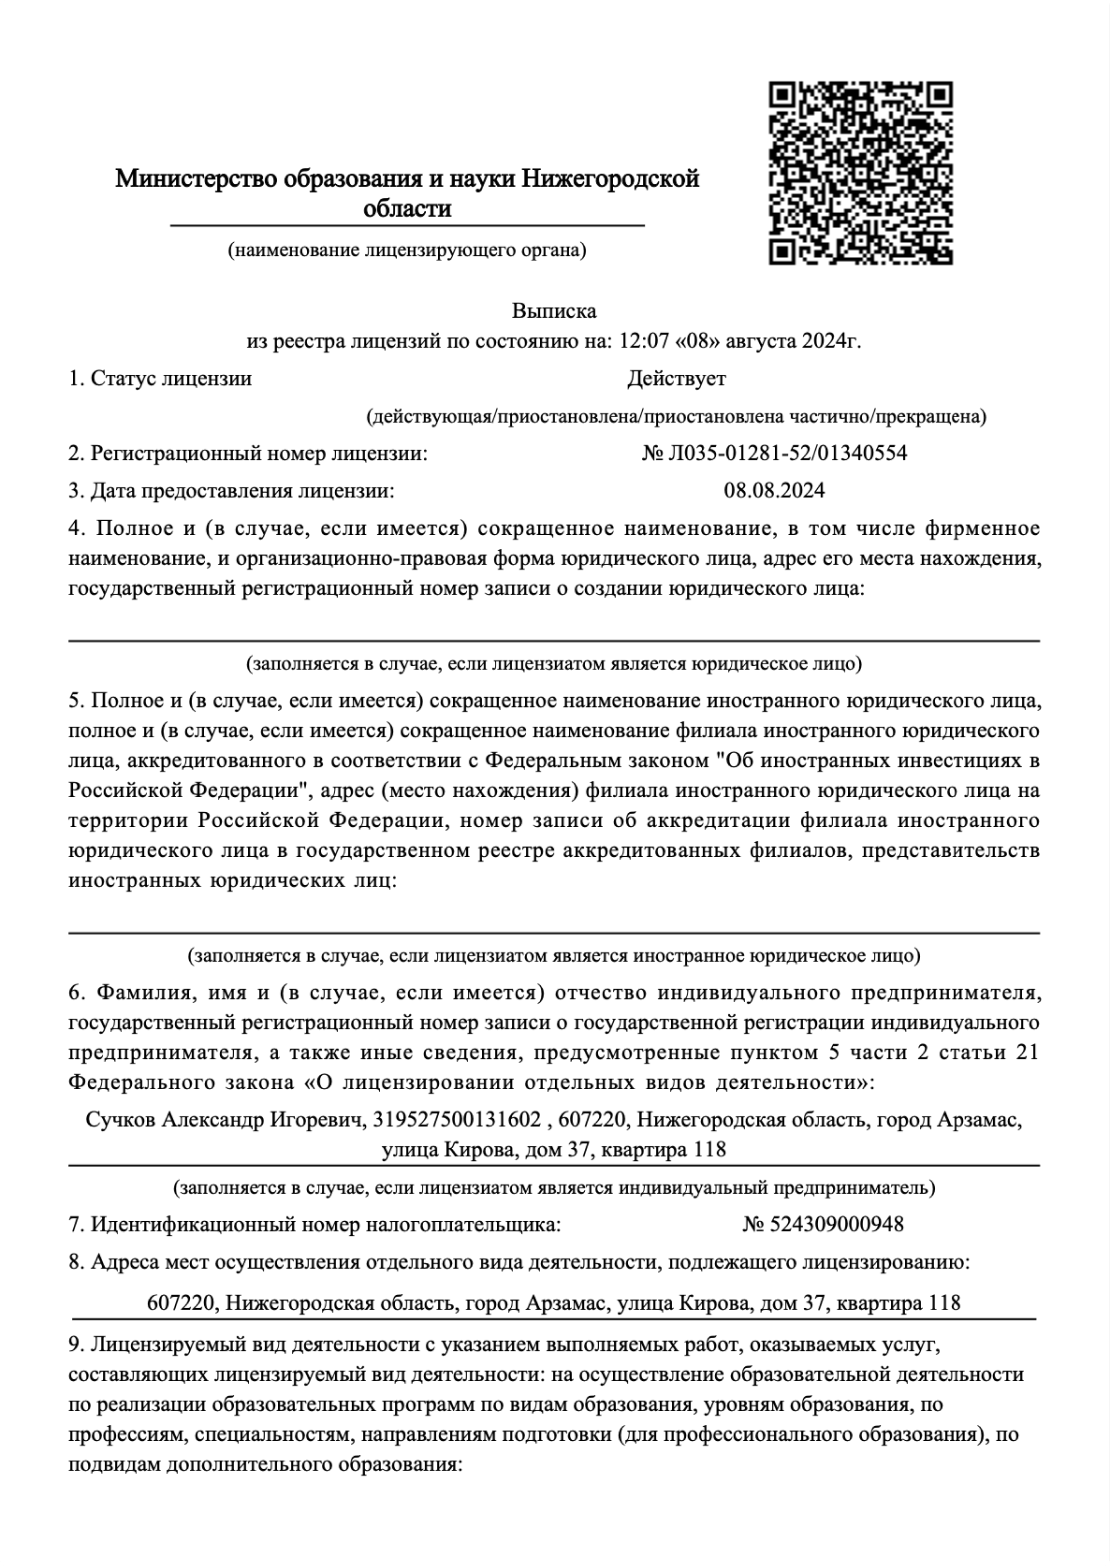 Министерство образования и науки Нижегородской
области
(наименование лицензирующего органа)
Выписка
из реестра лицензий по состоянию на: 12:07 «08» августа 2024г.
1. Статус лицензии Действует
(действующая/приостановлена/приостановлена частично/прекращена)
2. Регистрационный номер лицензии: № Л035-01281-52/01340554
3. Дата предоставления лицензии: 08.08.2024
4. Полное и (в случае, если имеется) сокращенное наименование, в том числе фирменное
наименование, и организационно-правовая форма юридического лица, адрес его места нахождения,
государственный регистрационный номер записи о создании юридического лица:
(заполняется в случае, если лицензиатом является юридическое лицо)
5. Полное и (в случае, если имеется) сокращенное наименование иностранного юридического лица,
полное и (в случае, если имеется) сокращенное наименование филиала иностранного юридического
лица, аккредитованного в соответствии с Федеральным законом "Об иностранных инвестициях в
Российской Федерации", адрес (место нахождения) филиала иностранного юридического лица на
территории Российской Федерации, номер записи об аккредитации филиала иностранного
юридического лица в государственном реестре аккредитованных филиалов, представительств
иностранных юридических лиц:
(заполняется в случае, если лицензиатом является иностранное юридическое лицо)
6. Фамилия, имя и (в случае, если имеется) отчество индивидуального предпринимателя,
государственный регистрационный номер записи о государственной регистрации индивидуального
предпринимателя, а также иные сведения, предусмотренные пунктом 5 части 2 статьи 21
Федерального закона «О лицензировании отдельных видов деятельности»:
Сучков Александр Игоревич, 319527500131602 , 607220, Нижегородская область, город Арзамас,
улица Кирова, дом 37, квартира 118
(заполняется в случае, если лицензиатом является индивидуальный предприниматель)
7. Идентификационный номер налогоплательщика: № 524309000948
8. Адреса мест осуществления отдельного вида деятельности, подлежащего лицензированию:
607220, Нижегородская область, город Арзамас, улица Кирова, дом 37, квартира 118
9. Лицензируемый вид деятельности с указанием выполняемых работ, оказываемых услуг,
составляющих лицензируемый вид деятельности: на осуществление образовательной деятельности
по реализации образовательных программ по видам образования, уровням образования, по
профессиям, специальностям, направлениям подготовки (для профессионального образования), по
подвидам дополнительного образования: